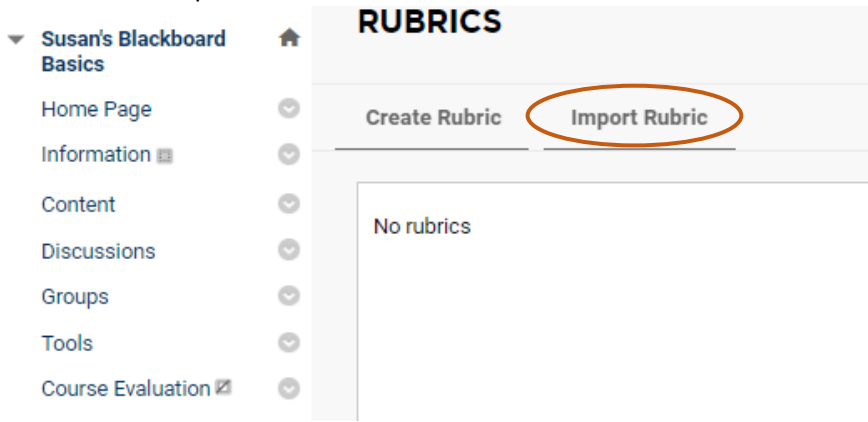 Susan's Blackboard
Basics
Home Page
Information
Content
Discussions
Groups
Tools
Course Evaluation
RUBRICS
Create Rubric
Import Rubric
No rubrics